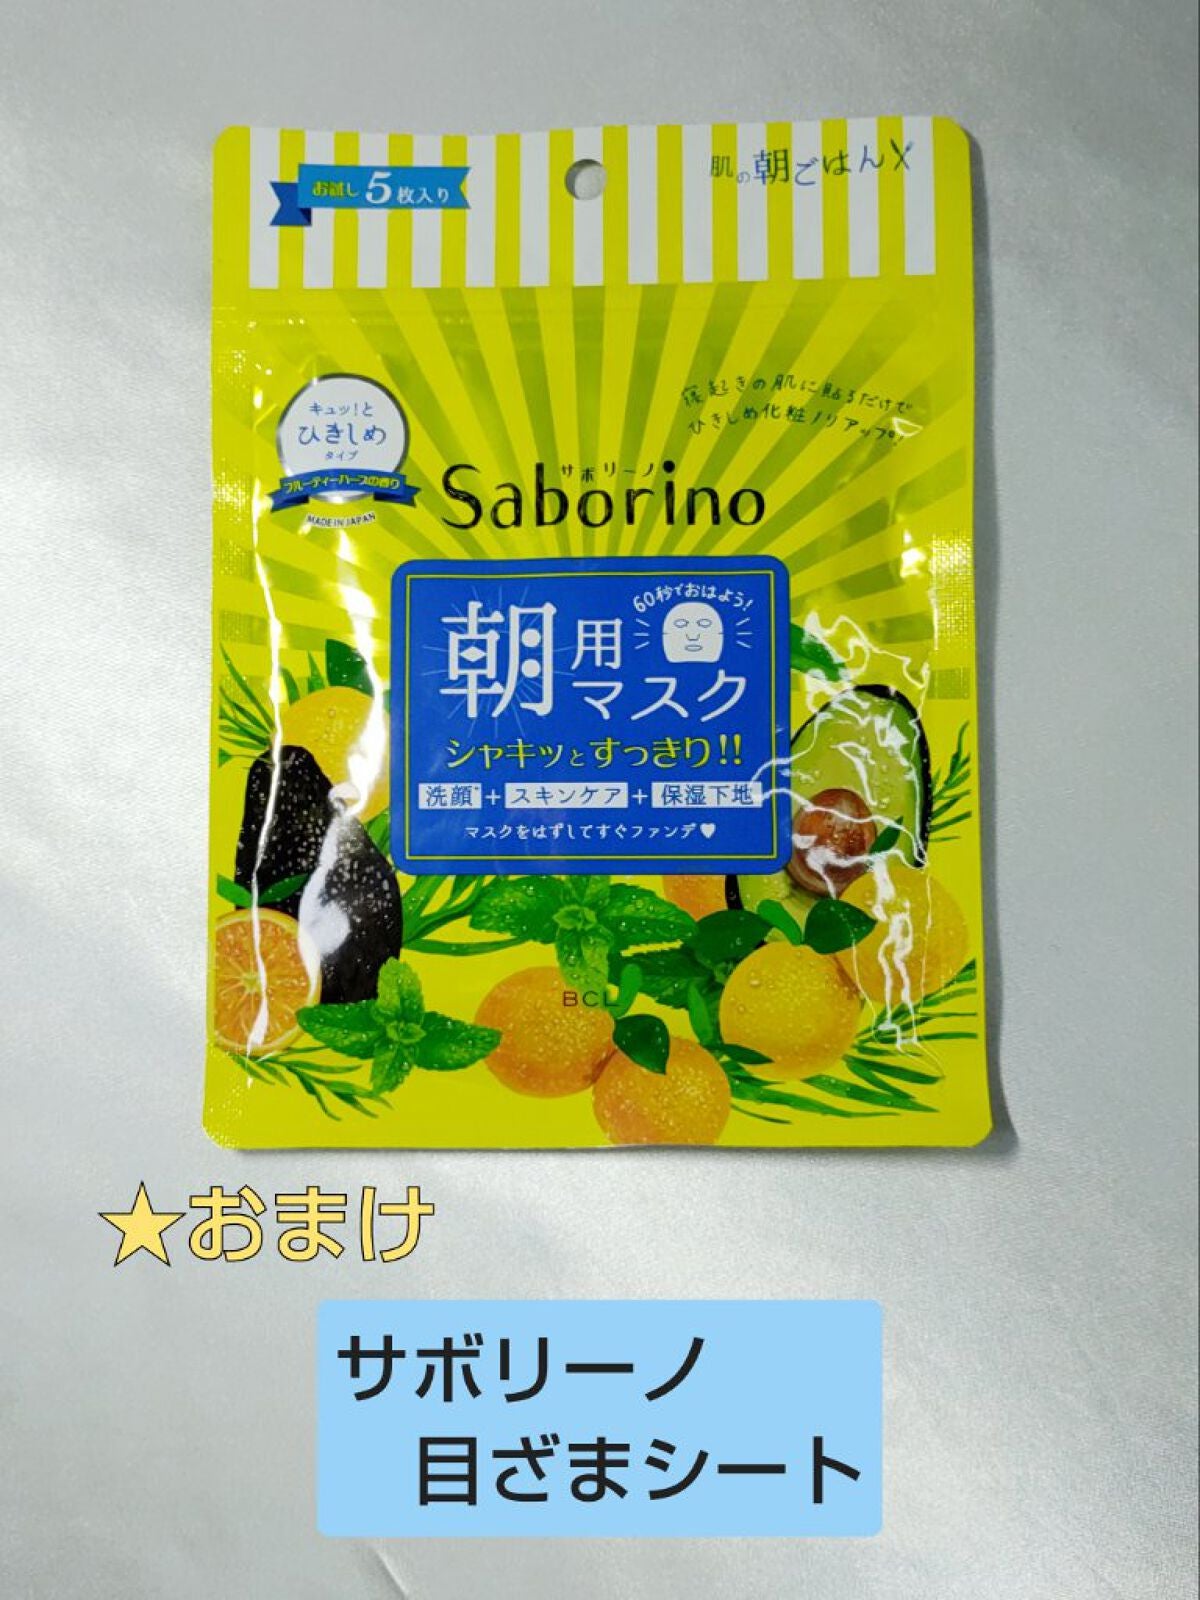 お試し5枚入り
肌の朝ごはん
キュッ!と
ひきしめ
タイプ
フルーティーハーブの香り
MADE IN JAPAN
寝起きの肌に貼るだけで
ひきしめ化粧ノリアップ!
サボリーノ
Saborino
60秒でおはよう!
朝用マスク
シャキッとすっきり!!
洗顔*+スキンケア+保湿下地
マスクをはずしてすぐファンデ♥
BCL
★おまけ
サボリーノ
目ざまシート